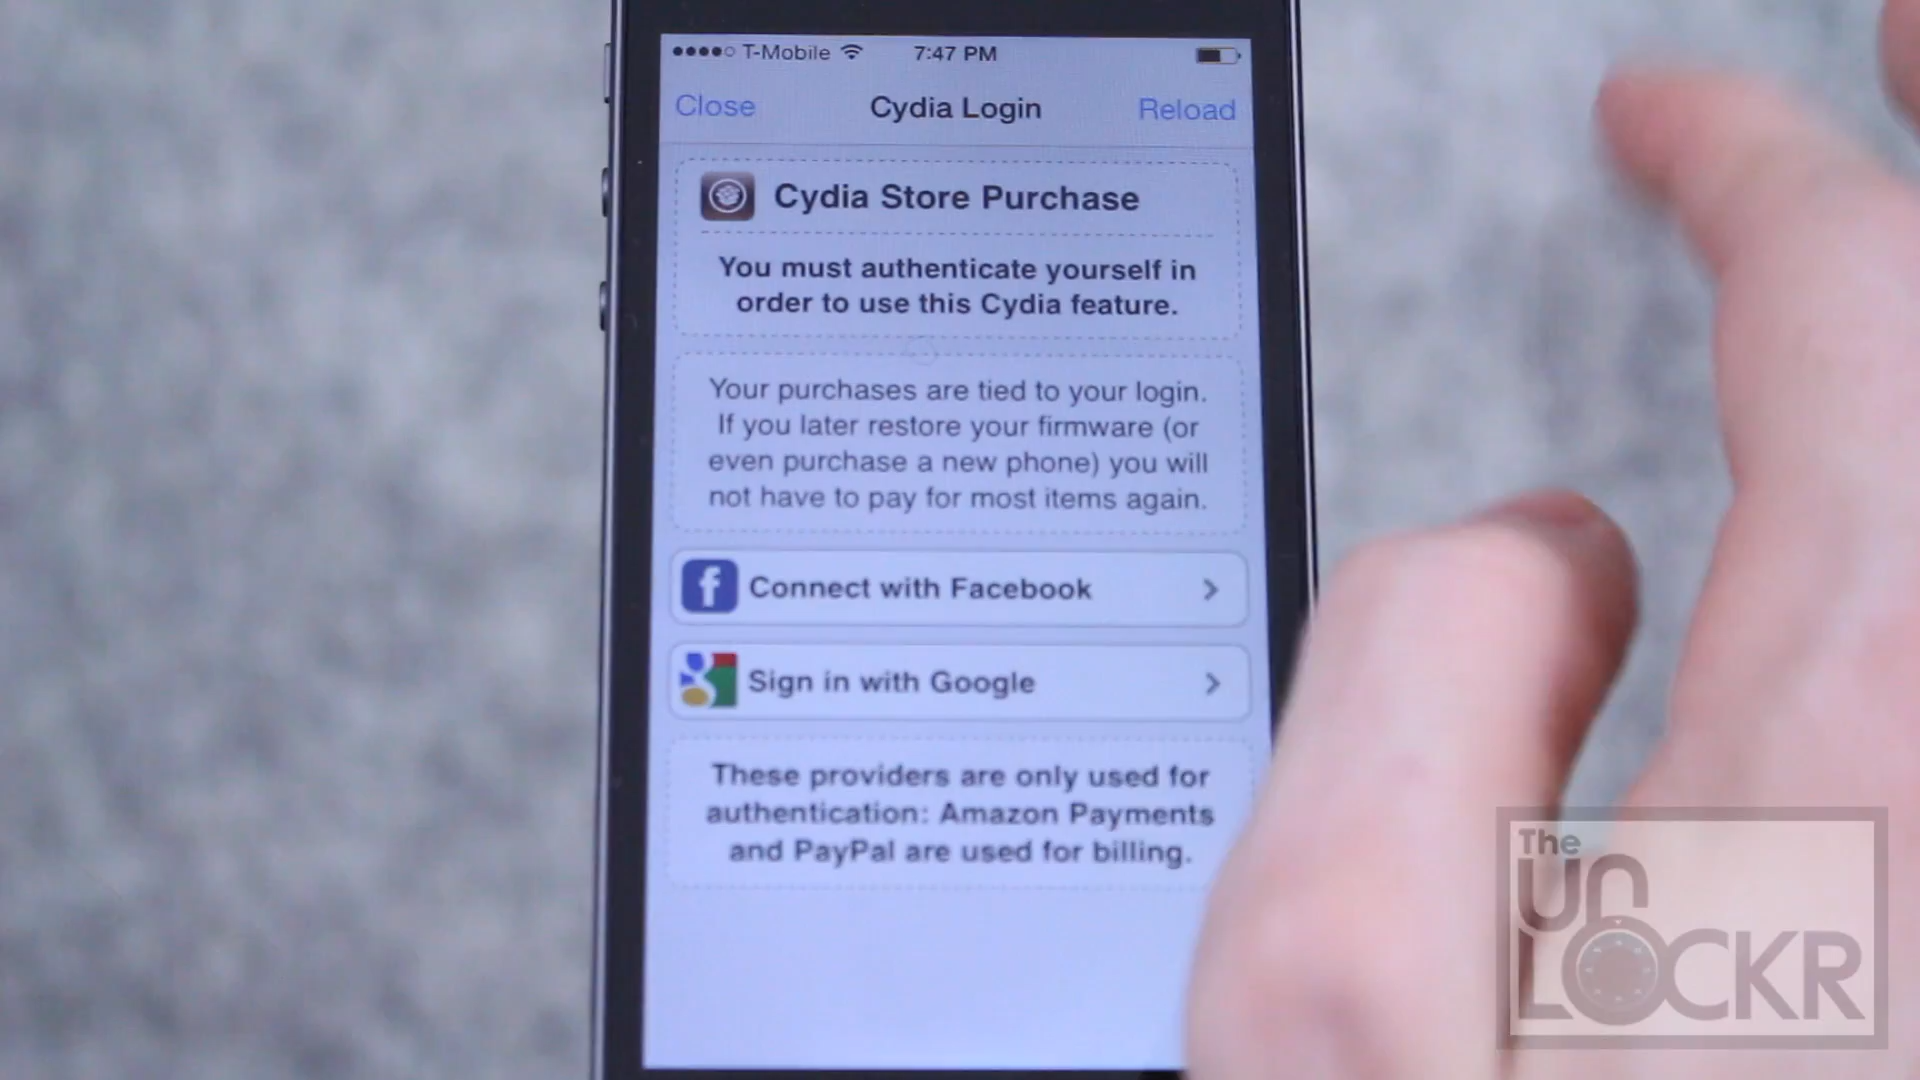 T-Mobile 7:47 PM
Close Cydia Login Reload
Cydia Store Purchase
You must authenticate yourself in
order to use this Cydia feature.
Your purchases are tied to your login.
If you later restore your firmware (or
even purchase a new phone) you will
not have to pay for most items again.
f Connect with Facebook
g Sign in with Google
These providers are only used for
authentication: Amazon Payments
and PayPal are used for billing.
The
UnLOCKR